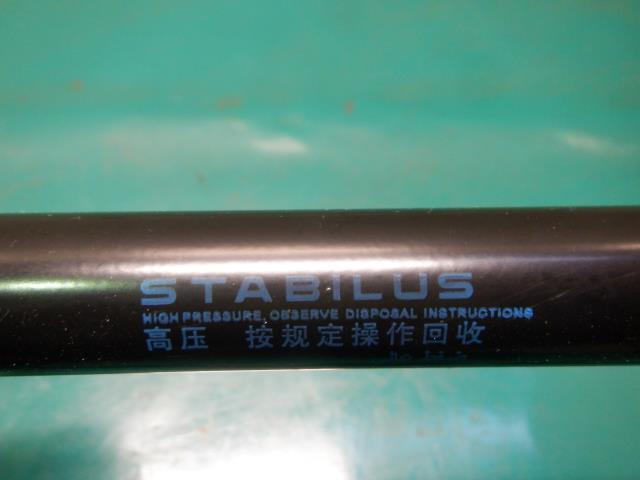 STABILUS
HIGH PRESSURE, OBSERVE DISPOSAL INSTRUCTIONS
高压 按规定操作回收